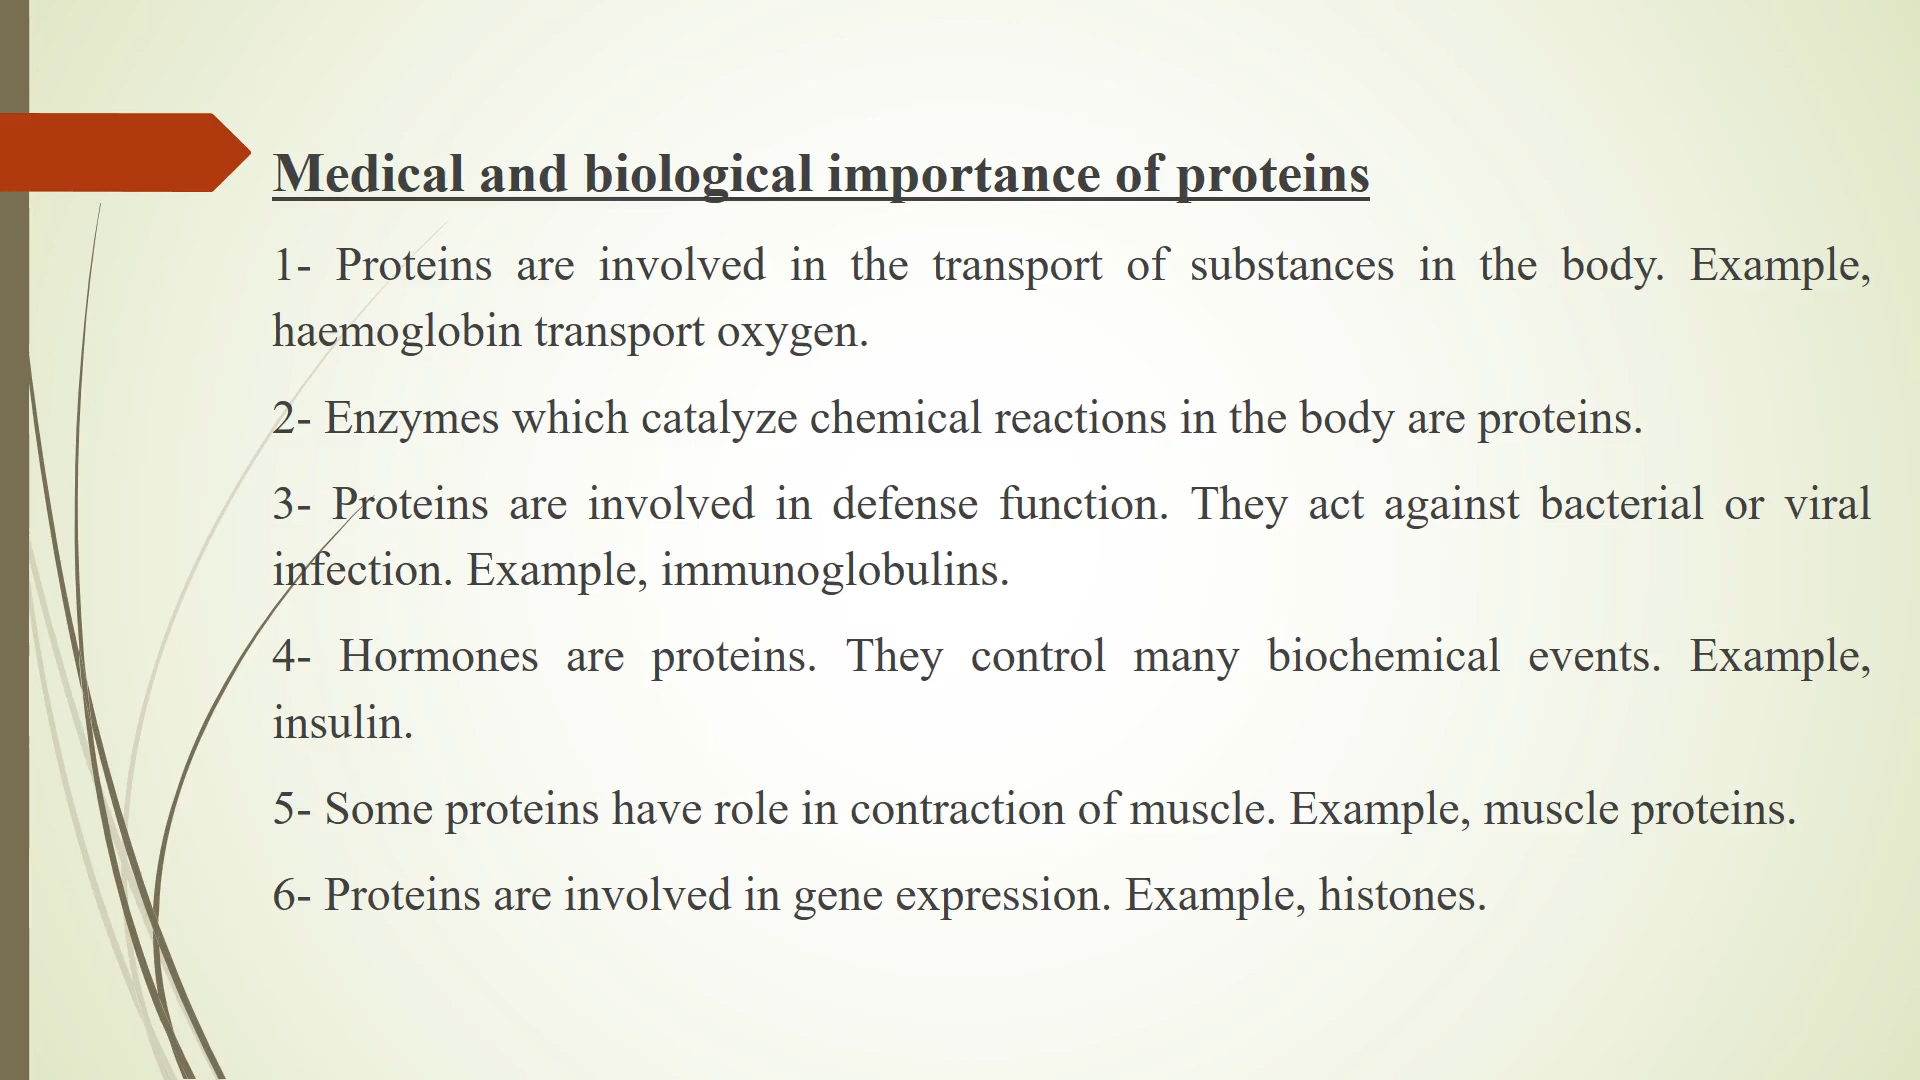 Medical and biological importance of proteins
1- Proteins are involved in the transport of substances in the body. Example,
haemoglobin transport oxygen.
2- Enzymes which catalyze chemical reactions in the body are proteins.
3- Proteins are involved in defense function. They act against bacterial or viral
infection. Example, immunoglobulins.
4- Hormones are proteins. They control many biochemical events. Example,
insulin.
5- Some proteins have role in contraction of muscle. Example, muscle proteins.
6- Proteins are involved in gene expression. Example, histones.